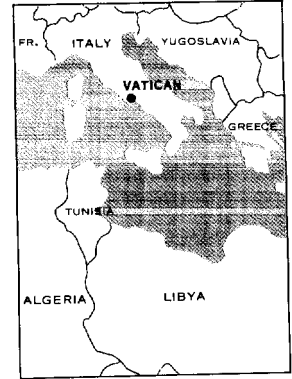 FR. ITALY YUGOSLAVIA
VATICAN
GREECE
TUNISIA
ALGERIA LIBYA